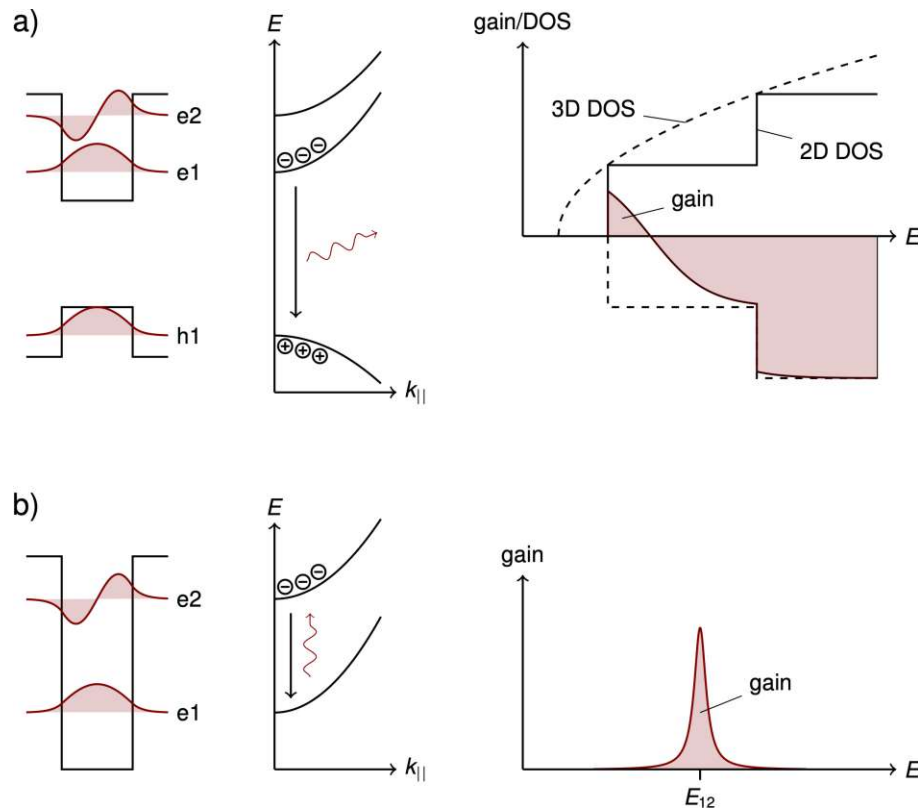 a)
E
gain/DOS
e2
e1
h1
⊖ ⊖ ⊖
⊕ ⊕ ⊕
k||
3D DOS
2D DOS
gain
E
b)
E
gain
e2
e1
⊖ ⊖ ⊖
k||
gain
E
E12